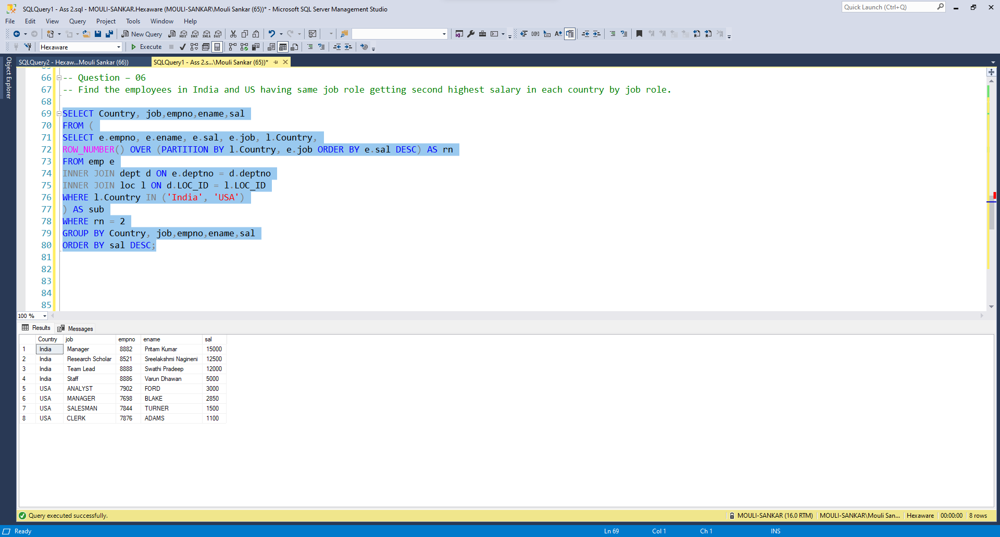 SQLQuery1 - Ass 2.sql - MOULI-SANKAR.Hexaware (MOULI-SANKAR\Mouli Sankar (65))* - Microsoft SQL Server Management Studio
Quick Launch (Ctrl+Q)
File Edit View Query Project Tools Window Help
New Query
MDX DMX XMLA DAX
Hexaware
Execute
Object Explorer
SQLQuery2 - Hexaw...Mouli Sankar (66))
SQLQuery1 - Ass 2.s...\Mouli Sankar (65))*
65
66 -- Question – 06
67 -- Find the employees in India and US having same job role getting second highest salary in each country by job role.
68
69 SELECT Country, job,empno,ename,sal
70 FROM (
71 SELECT e.empno, e.ename, e.sal, e.job, l.Country,
72 ROW_NUMBER() OVER (PARTITION BY l.Country, e.job ORDER BY e.sal DESC) AS rn
73 FROM emp e
74 INNER JOIN dept d ON e.deptno = d.deptno
75 INNER JOIN loc l ON d.LOC_ID = l.LOC_ID
76 WHERE l.Country IN ('India', 'USA')
77 ) AS sub
78 WHERE rn = 2
79 GROUP BY Country, job,empno,ename,sal
80 ORDER BY sal DESC;
81
82
83
84
85
100 %
Results Messages
Country job empno ename sal
1 India Manager 8882 Pritam Kumar 15000
2 India Research Scholar 8521 Sreelakshmi Nagineni 12500
3 India Team Lead 8888 Swathi Pradeep 12000
4 India Staff 8886 Varun Dhawan 5000
5 USA ANALYST 7902 FORD 3000
6 USA MANAGER 7698 BLAKE 2850
7 USA SALESMAN 7844 TURNER 1500
8 USA CLERK 7876 ADAMS 1100
Query executed successfully.
MOULI-SANKAR (16.0 RTM) MOULI-SANKAR\Mouli San... Hexaware 00:00:00 8 rows
Ready
Ln 69 Col 1 Ch 1 INS